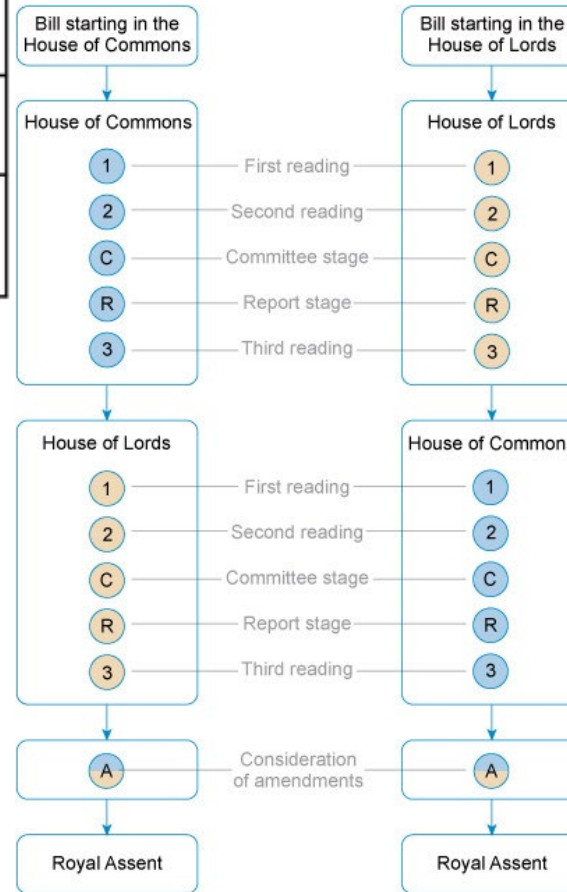 Bill starting in the
House of Commons
Bill starting in the
House of Lords
House of Commons
House of Lords
1 First reading 1
2 Second reading 2
C Committee stage C
R Report stage R
3 Third reading 3
House of Lords
House of Common
1 First reading 1
2 Second reading 2
C Committee stage C
R Report stage R
3 Third reading 3
A Consideration
of amendments A
Royal Assent
Royal Assent